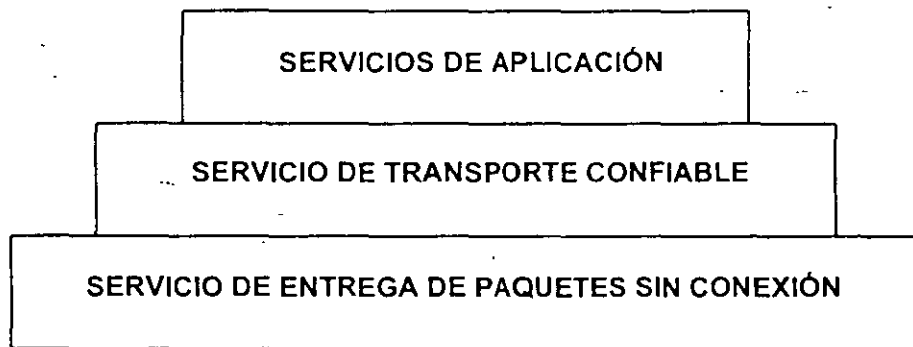 SERVICIOS DE APLICACIÓN
SERVICIO DE TRANSPORTE CONFIABLE
SERVICIO DE ENTREGA DE PAQUETES SIN CONEXIÓN